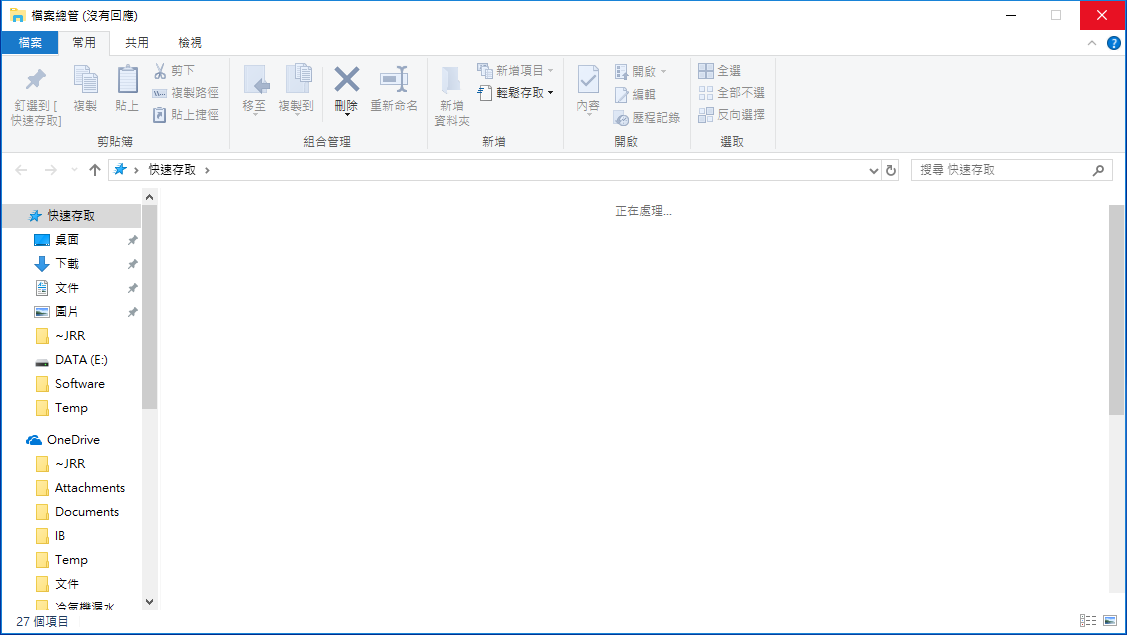 檔案總管 (沒有回應)
檔案 常用 共用 檢視
釘選到 [
快速存取]
複製
貼上
剪下
複製路徑
貼上捷徑
剪貼簿
移至
複製到
刪除
重新命名
組合管理
新增
資料夾
新增項目
輕鬆存取
新增
內容
開啟
編輯
歷程記錄
開啟
全選
全部不選
反向選擇
選取
快速存取
搜尋 快速存取
快速存取
桌面
下載
文件
圖片
~JRR
DATA (E:)
Software
Temp
OneDrive
~JRR
Attachments
Documents
IB
Temp
文件
冷氣機漏水
正在處理...
27 個項目